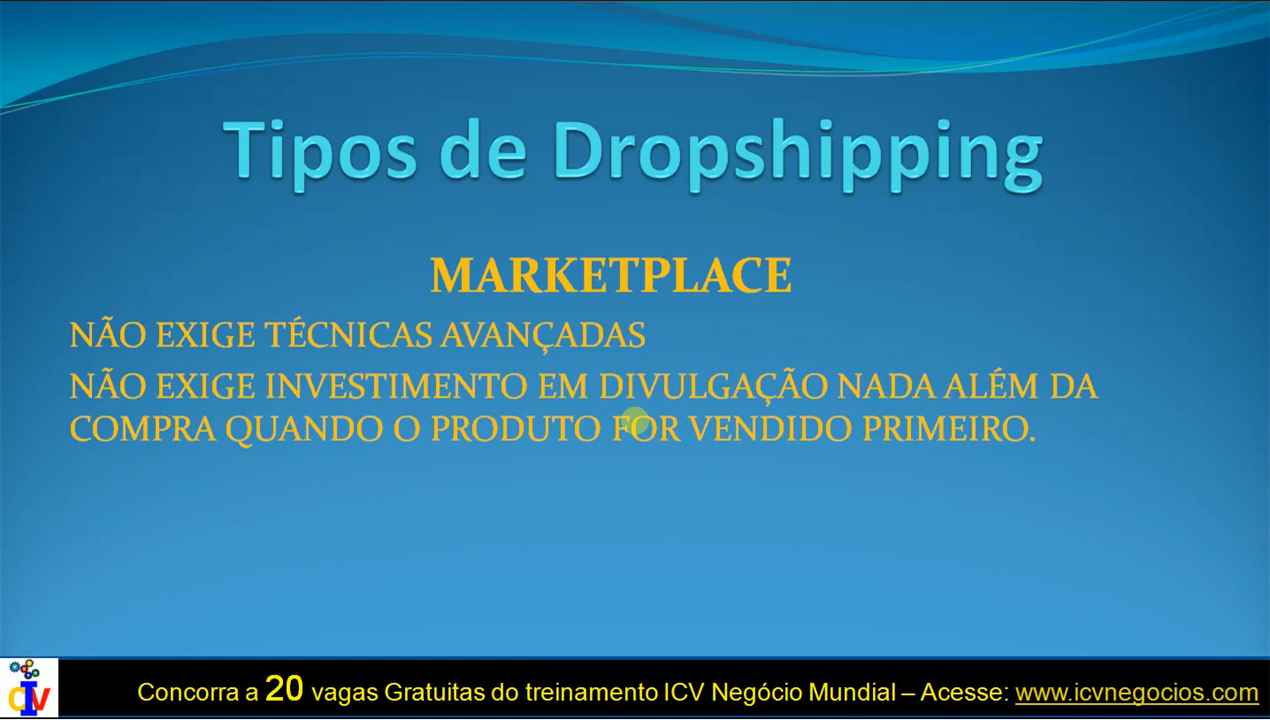 Tipos de Dropshipping
MARKETPLACE
NÃO EXIGE TÉCNICAS AVANÇADAS
NÃO EXIGE INVESTIMENTO EM DIVULGAÇÃO NADA ALÉM DA
COMPRA QUANDO O PRODUTO FOR VENDIDO PRIMEIRO.
ICV
Concorra a 20 vagas Gratuitas do treinamento ICV Negócio Mundial – Acesse: www.icvnegocios.com